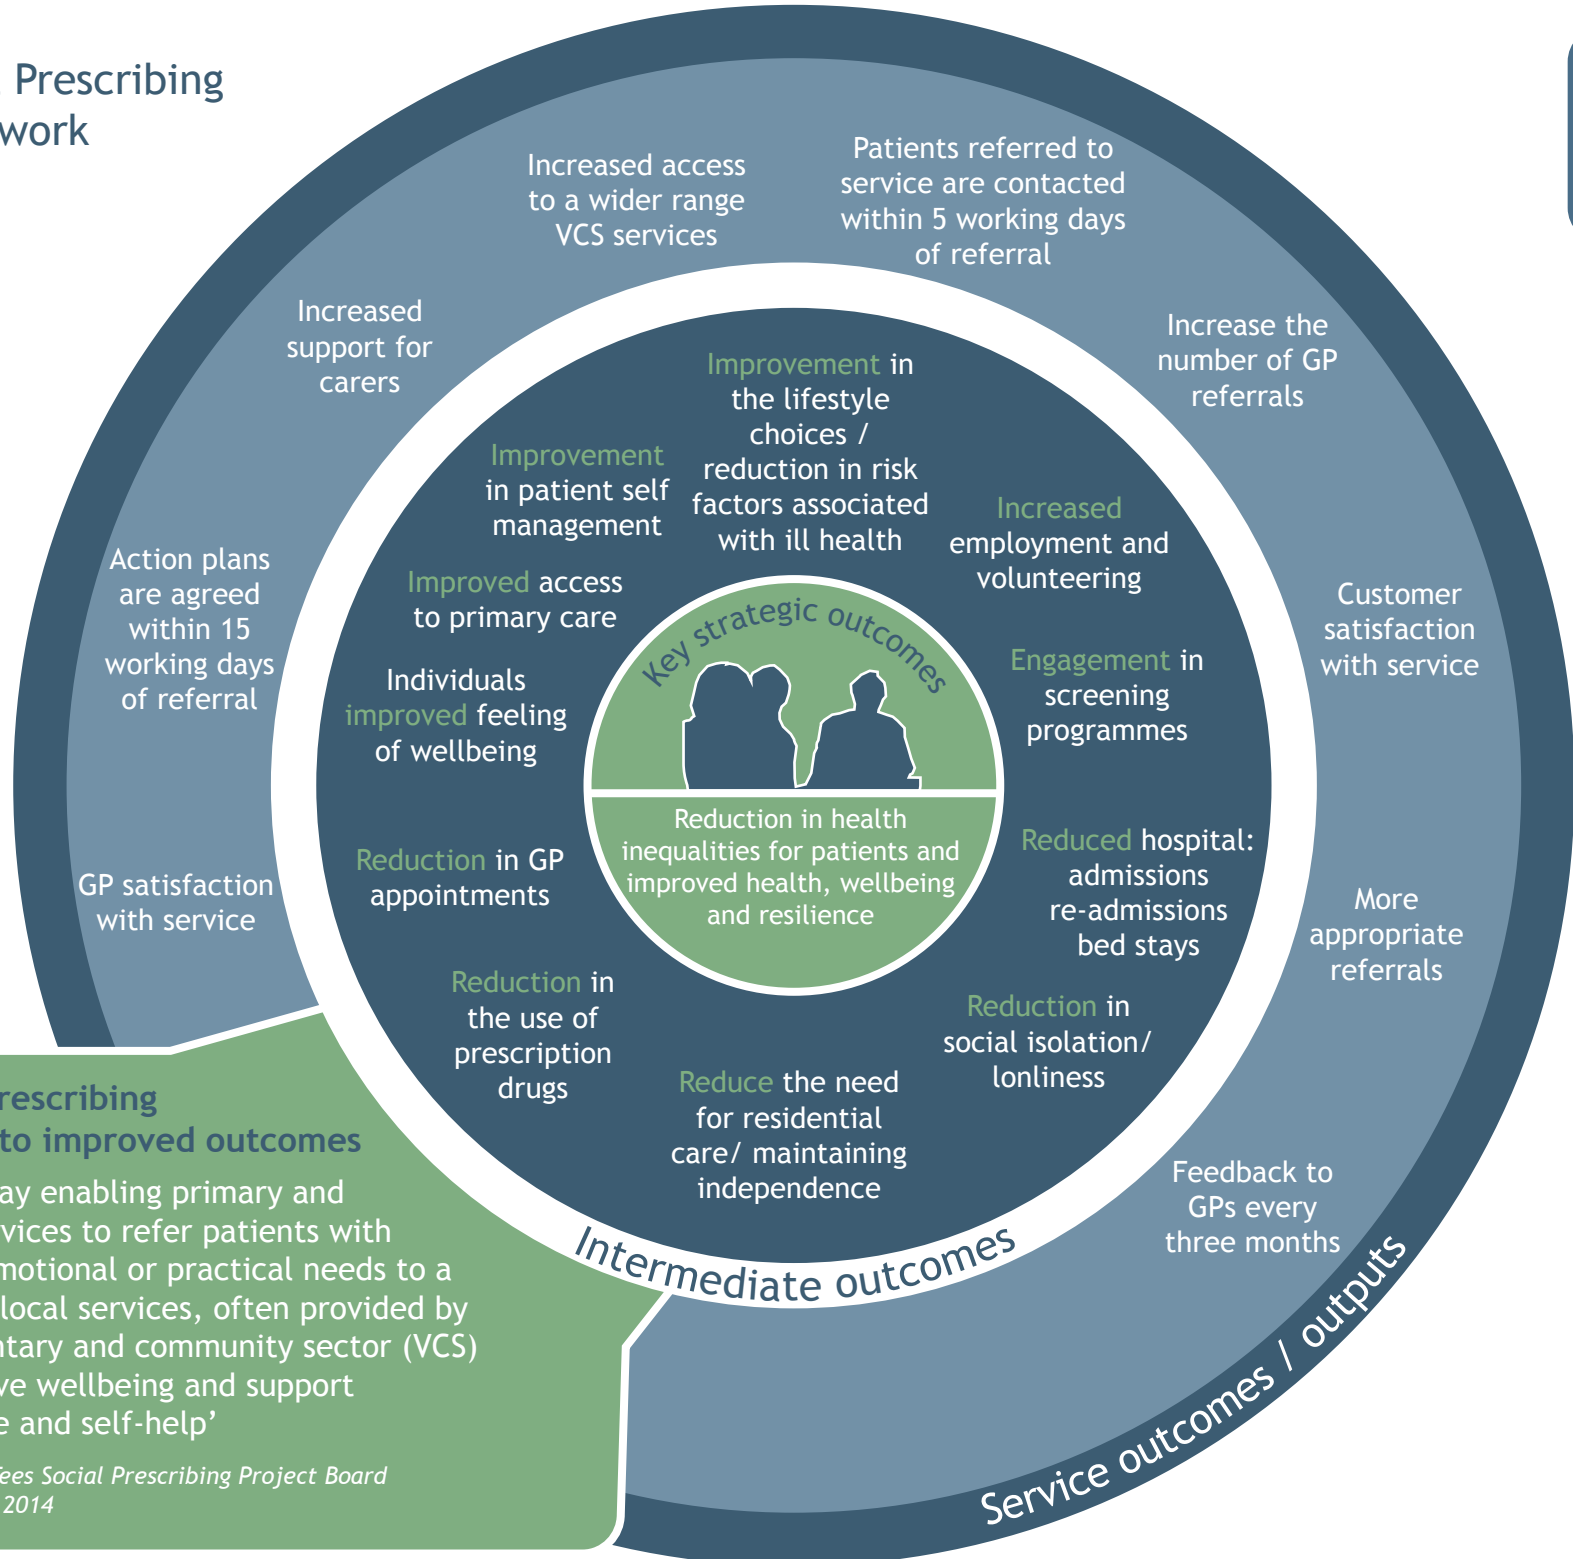 Prescribing
work
Increased access
to a wider range
VCS services
Patients referred to
service are contacted
within 5 working days
of referral
Increased
support for
carers
Increase the
number of GP
referrals
Action plans
are agreed
within 15
working days
of referral
Customer
satisfaction
with service
GP satisfaction
with service
More
appropriate
referrals
Feedback to
GPs every
three months
Service outcomes / outputs
Improvement in
the lifestyle
choices /
reduction in risk
factors associated
with ill health
Improvement
in patient self
management
Increased
employment and
volunteering
Improved access
to primary care
Engagement in
screening
programmes
Individuals
improved feeling
of wellbeing
Reduced hospital:
admissions
re-admissions
bed stays
Reduction in GP
appointments
Reduction in
social isolation/
lonliness
Reduction in
the use of
prescription
drugs
Reduce the need
for residential
care/ maintaining
independence
Intermediate outcomes
Key strategic outcomes
Reduction in health
inequalities for patients and
improved health, wellbeing
and resilience
rescribing
to improved outcomes
ay enabling primary and
vices to refer patients with
motional or practical needs to a
local services, often provided by
ntary and community sector (VCS)
ve wellbeing and support
e and self-help’
ees Social Prescribing Project Board
2014